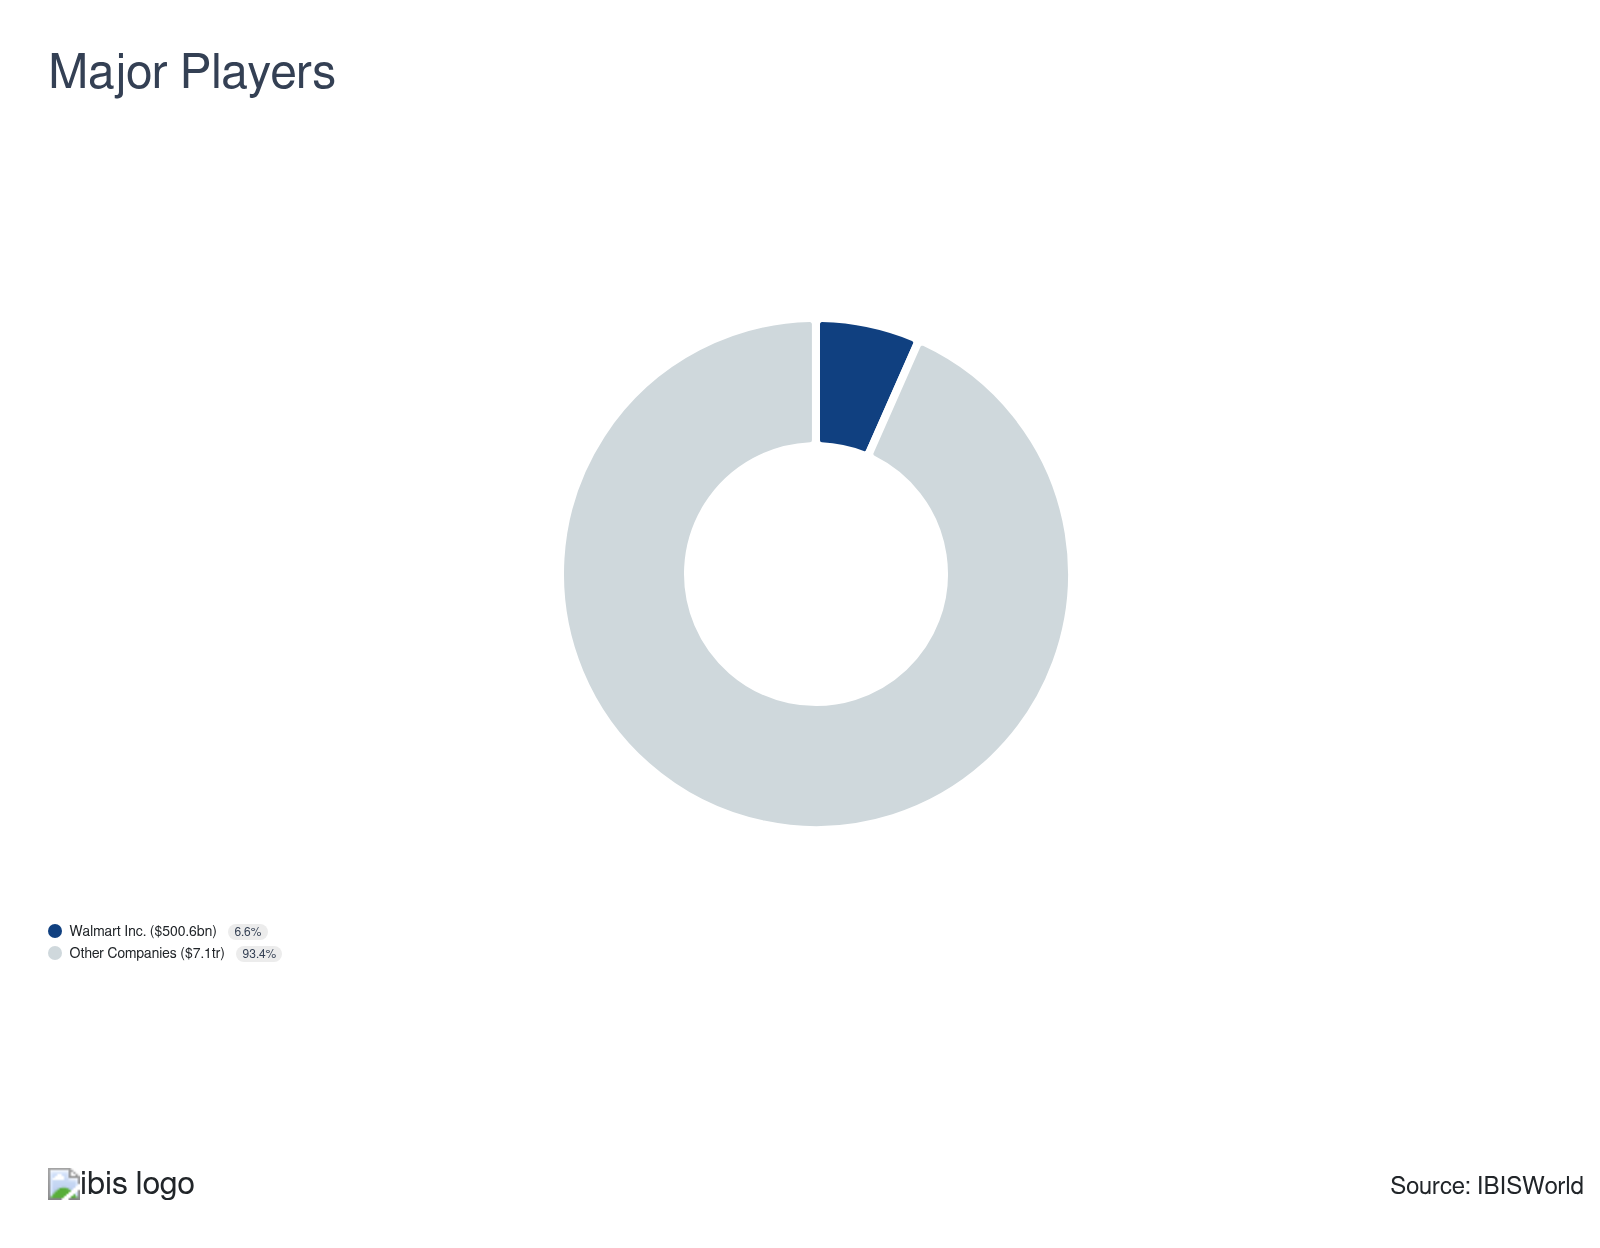 Major Players
Walmart Inc. ($500.6bn) 6.6%
Other Companies ($7.1tr) 93.4%
ibis logo
Source: IBISWorld